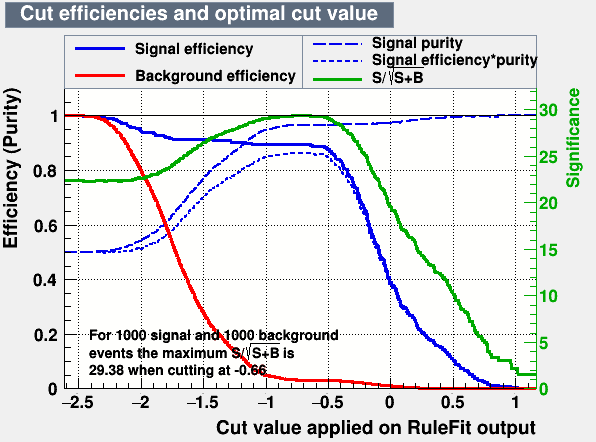 Cut efficiencies and optimal cut value
Signal efficiency
Background efficiency
Signal purity
Signal efficiency*purity
S/√S+B
Efficiency (Purity)
1
0.8
0.6
0.4
0.2
0
Significance
30
25
20
15
10
5
0
For 1000 signal and 1000 background
events the maximum S/√S+B is
29.38 when cutting at -0.66
−2.5 −2 −1.5 −1 −0.5 0 0.5 1
Cut value applied on RuleFit output